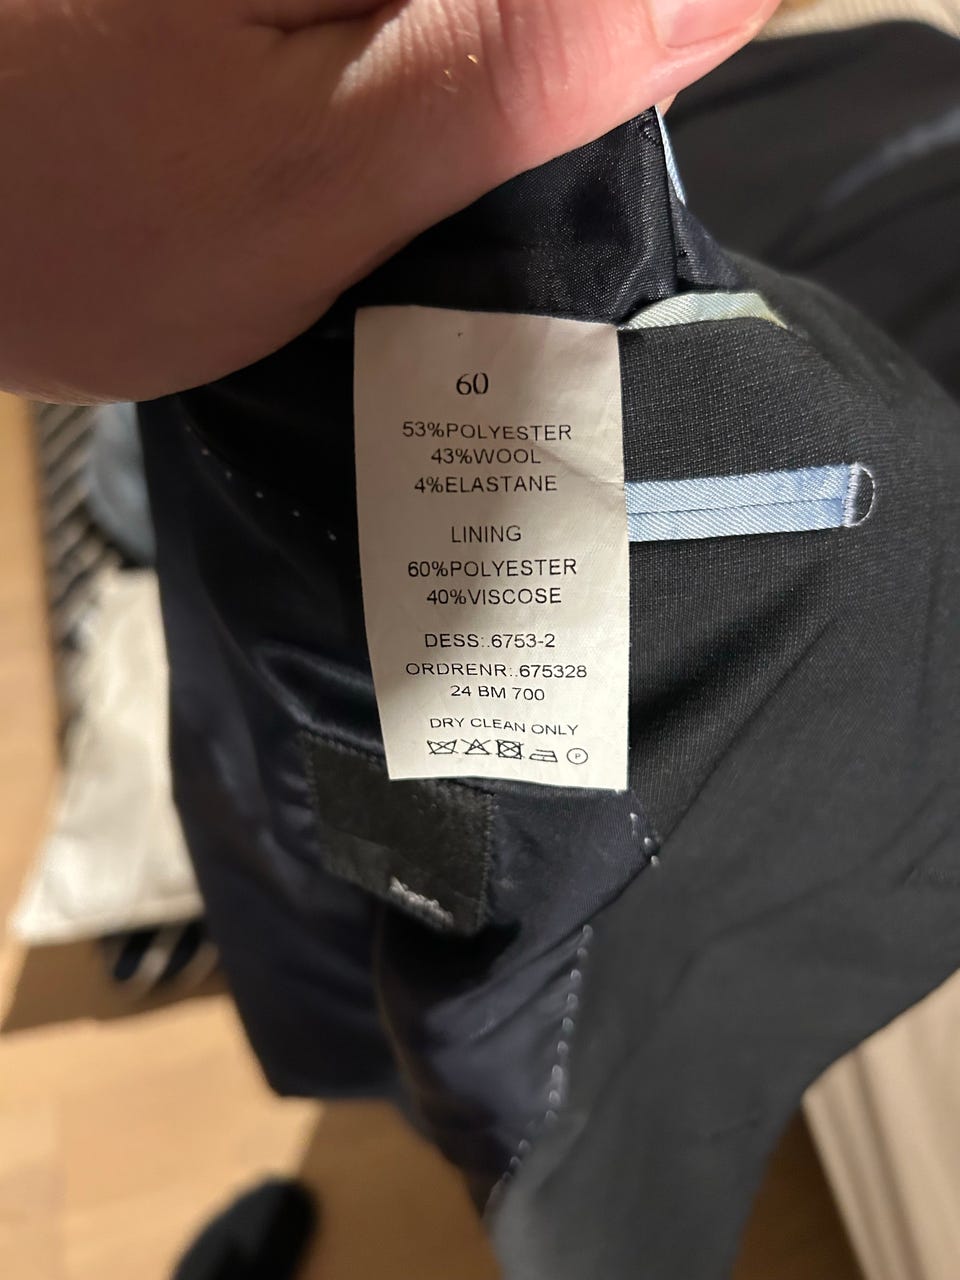 60
53%POLYESTER
43%WOOL
4%ELASTANE
LINING
60%POLYESTER
40%VISCOSE
DESS:.6753-2
ORDRENR:.675328
24 BM 700
DRY CLEAN ONLY
P